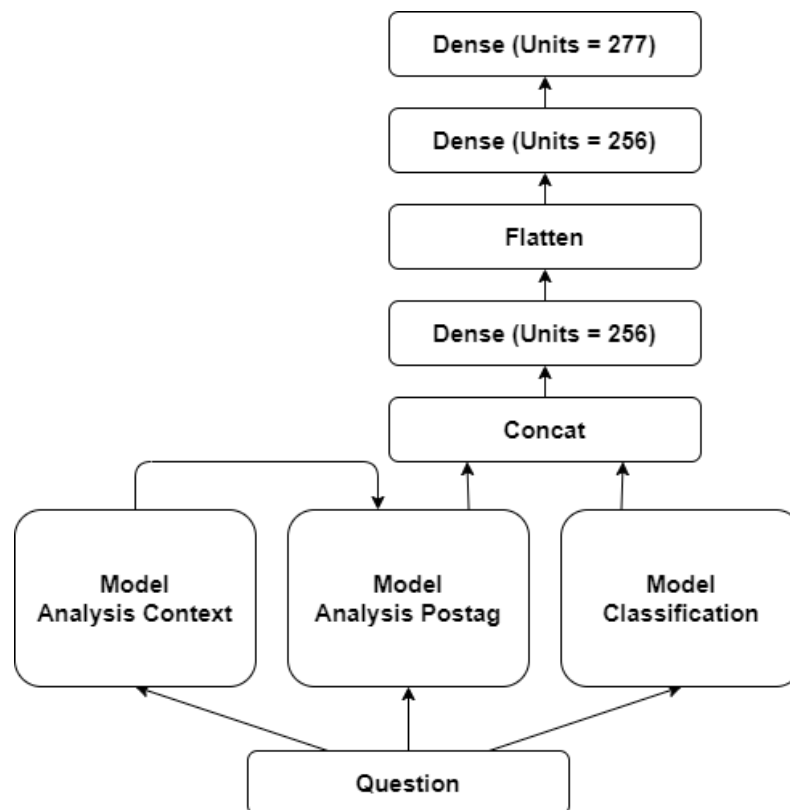 Dense (Units = 277)
Dense (Units = 256)
Flatten
Dense (Units = 256)
Concat
Model
Analysis Context
Model
Analysis Postag
Model
Classification
Question